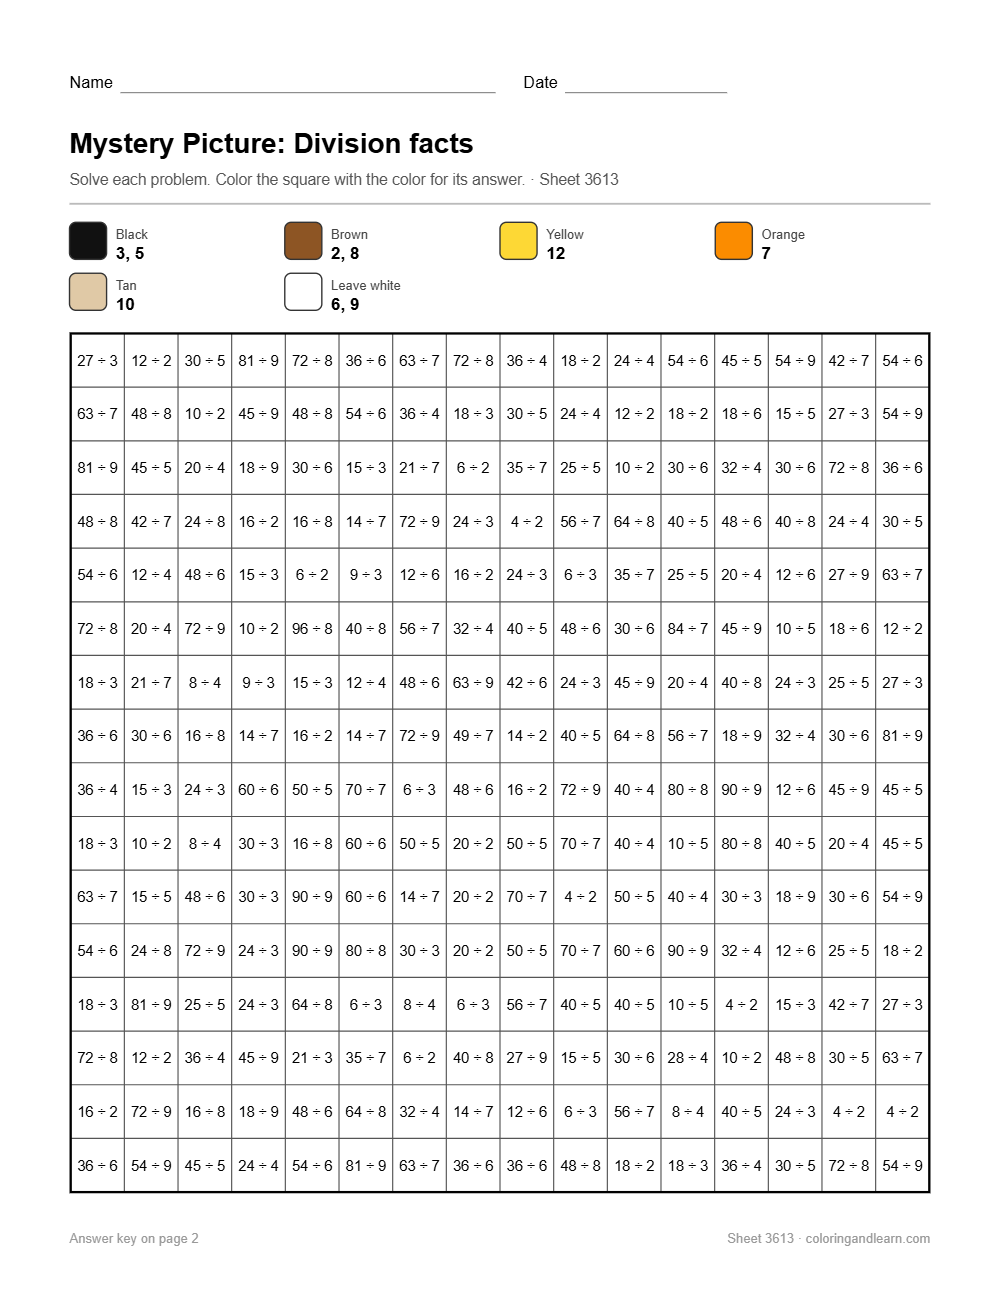 Name Date
Mystery Picture: Division facts
Solve each problem. Color the square with the color for its answer. · Sheet 3613
Black Brown Yellow Orange
3, 5 2, 8 12 7
Tan Leave white
10 6, 9
27 ÷ 3 12 ÷ 2 30 ÷ 5 81 ÷ 9 72 ÷ 8 36 ÷ 6 63 ÷ 7 72 ÷ 8 36 ÷ 4 18 ÷ 2 24 ÷ 4 54 ÷ 6 45 ÷ 5 54 ÷ 9 42 ÷ 7 54 ÷ 6
63 ÷ 7 48 ÷ 8 10 ÷ 2 45 ÷ 9 48 ÷ 8 54 ÷ 6 36 ÷ 4 18 ÷ 3 30 ÷ 5 24 ÷ 4 12 ÷ 2 18 ÷ 2 18 ÷ 6 15 ÷ 5 27 ÷ 3 54 ÷ 9
81 ÷ 9 45 ÷ 5 20 ÷ 4 18 ÷ 9 30 ÷ 6 15 ÷ 3 21 ÷ 7 6 ÷ 2 35 ÷ 7 25 ÷ 5 10 ÷ 2 30 ÷ 6 32 ÷ 4 30 ÷ 6 72 ÷ 8 36 ÷ 6
48 ÷ 8 42 ÷ 7 24 ÷ 8 16 ÷ 2 16 ÷ 8 14 ÷ 7 72 ÷ 9 24 ÷ 3 4 ÷ 2 56 ÷ 7 64 ÷ 8 40 ÷ 5 48 ÷ 6 40 ÷ 8 24 ÷ 4 30 ÷ 5
54 ÷ 6 12 ÷ 4 48 ÷ 6 15 ÷ 3 6 ÷ 2 9 ÷ 3 12 ÷ 6 16 ÷ 2 24 ÷ 3 6 ÷ 3 35 ÷ 7 25 ÷ 5 20 ÷ 4 12 ÷ 6 27 ÷ 9 63 ÷ 7
72 ÷ 8 20 ÷ 4 72 ÷ 9 10 ÷ 2 96 ÷ 8 40 ÷ 8 56 ÷ 7 32 ÷ 4 40 ÷ 5 48 ÷ 6 30 ÷ 6 84 ÷ 7 45 ÷ 9 10 ÷ 5 18 ÷ 6 12 ÷ 2
18 ÷ 3 21 ÷ 7 8 ÷ 4 9 ÷ 3 15 ÷ 3 12 ÷ 4 48 ÷ 6 63 ÷ 9 42 ÷ 6 24 ÷ 3 45 ÷ 9 20 ÷ 4 40 ÷ 8 24 ÷ 3 25 ÷ 5 27 ÷ 3
36 ÷ 6 30 ÷ 6 16 ÷ 8 14 ÷ 7 16 ÷ 2 14 ÷ 7 72 ÷ 9 49 ÷ 7 14 ÷ 2 40 ÷ 5 64 ÷ 8 56 ÷ 7 18 ÷ 9 32 ÷ 4 30 ÷ 6 81 ÷ 9
36 ÷ 4 15 ÷ 3 24 ÷ 3 60 ÷ 6 50 ÷ 5 70 ÷ 7 6 ÷ 3 48 ÷ 6 16 ÷ 2 72 ÷ 9 40 ÷ 4 80 ÷ 8 90 ÷ 9 12 ÷ 6 45 ÷ 9 45 ÷ 5
18 ÷ 3 10 ÷ 2 8 ÷ 4 30 ÷ 3 16 ÷ 8 60 ÷ 6 50 ÷ 5 20 ÷ 2 50 ÷ 5 70 ÷ 7 40 ÷ 4 10 ÷ 5 80 ÷ 8 40 ÷ 5 20 ÷ 4 45 ÷ 5
63 ÷ 7 15 ÷ 5 48 ÷ 6 30 ÷ 3 90 ÷ 9 60 ÷ 6 14 ÷ 7 20 ÷ 2 70 ÷ 7 4 ÷ 2 50 ÷ 5 40 ÷ 4 30 ÷ 3 18 ÷ 9 30 ÷ 6 54 ÷ 9
54 ÷ 6 24 ÷ 8 72 ÷ 9 24 ÷ 3 90 ÷ 9 80 ÷ 8 30 ÷ 3 20 ÷ 2 50 ÷ 5 70 ÷ 7 60 ÷ 6 90 ÷ 9 32 ÷ 4 12 ÷ 6 25 ÷ 5 18 ÷ 2
18 ÷ 3 81 ÷ 9 25 ÷ 5 24 ÷ 3 64 ÷ 8 6 ÷ 3 8 ÷ 4 6 ÷ 3 56 ÷ 7 40 ÷ 5 40 ÷ 5 10 ÷ 5 4 ÷ 2 15 ÷ 3 42 ÷ 7 27 ÷ 3
72 ÷ 8 12 ÷ 2 36 ÷ 4 45 ÷ 9 21 ÷ 3 35 ÷ 7 6 ÷ 2 40 ÷ 8 27 ÷ 9 15 ÷ 5 30 ÷ 6 28 ÷ 4 10 ÷ 2 48 ÷ 8 30 ÷ 5 63 ÷ 7
16 ÷ 2 72 ÷ 9 16 ÷ 8 18 ÷ 9 48 ÷ 6 64 ÷ 8 32 ÷ 4 14 ÷ 7 12 ÷ 6 6 ÷ 3 56 ÷ 7 8 ÷ 4 40 ÷ 5 24 ÷ 3 4 ÷ 2 4 ÷ 2
36 ÷ 6 54 ÷ 9 45 ÷ 5 24 ÷ 4 54 ÷ 6 81 ÷ 9 63 ÷ 7 36 ÷ 6 36 ÷ 6 48 ÷ 8 18 ÷ 2 18 ÷ 3 36 ÷ 4 30 ÷ 5 72 ÷ 8 54 ÷ 9
Answer key on page 2 Sheet 3613 · coloringandlearn.com